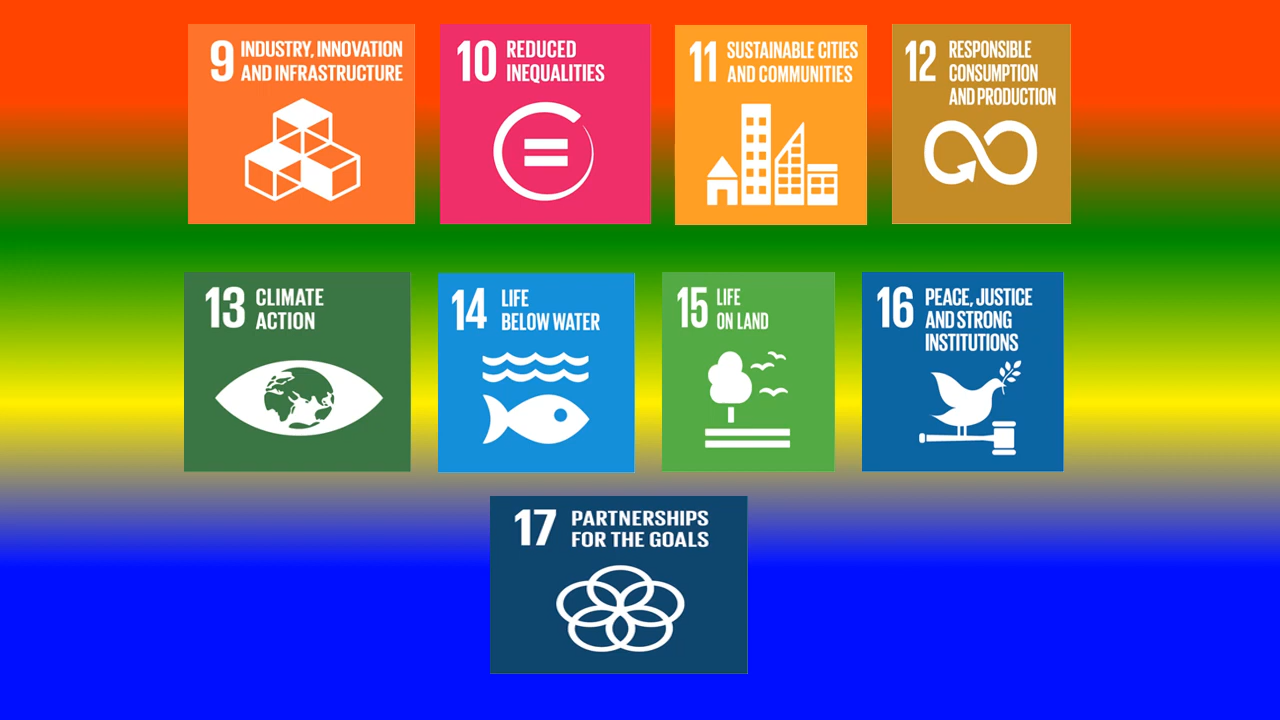 9 INDUSTRY, INNOVATION
AND INFRASTRUCTURE
10 REDUCED
INEQUALITIES
11 SUSTAINABLE CITIES
AND COMMUNITIES
12 RESPONSIBLE
CONSUMPTION
AND PRODUCTION
13 CLIMATE
ACTION
14 LIFE
BELOW WATER
15 LIFE
ON LAND
16 PEACE, JUSTICE
AND STRONG
INSTITUTIONS
17 PARTNERSHIPS
FOR THE GOALS